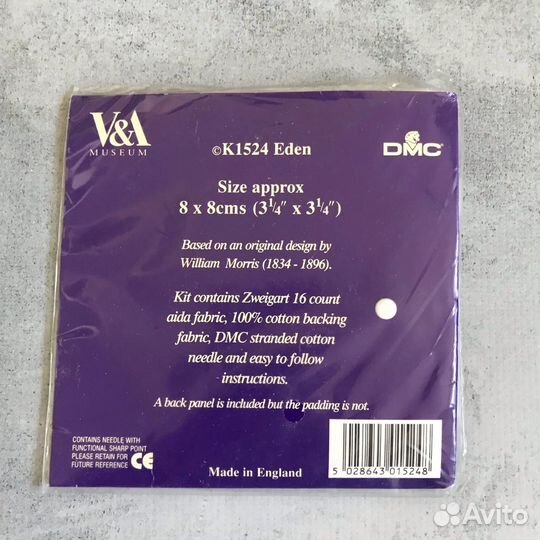 V&A
MUSEUM
©K1524 Eden
DMC
Size approx
8 x 8cms (3¼" x 3¼")
Based on an original design by
William Morris (1834 - 1896).
Kit contains Zweigart 16 count
aida fabric, 100% cotton backing
fabric, DMC stranded cotton
needle and easy to follow
instructions.
A back panel is included but the padding is not.
CONTAINS NEEDLE WITH
FUNCTIONAL SHARP POINT
PLEASE RETAIN FOR
FUTURE REFERENCE CE
Made in England
5 028643 015248
Avito